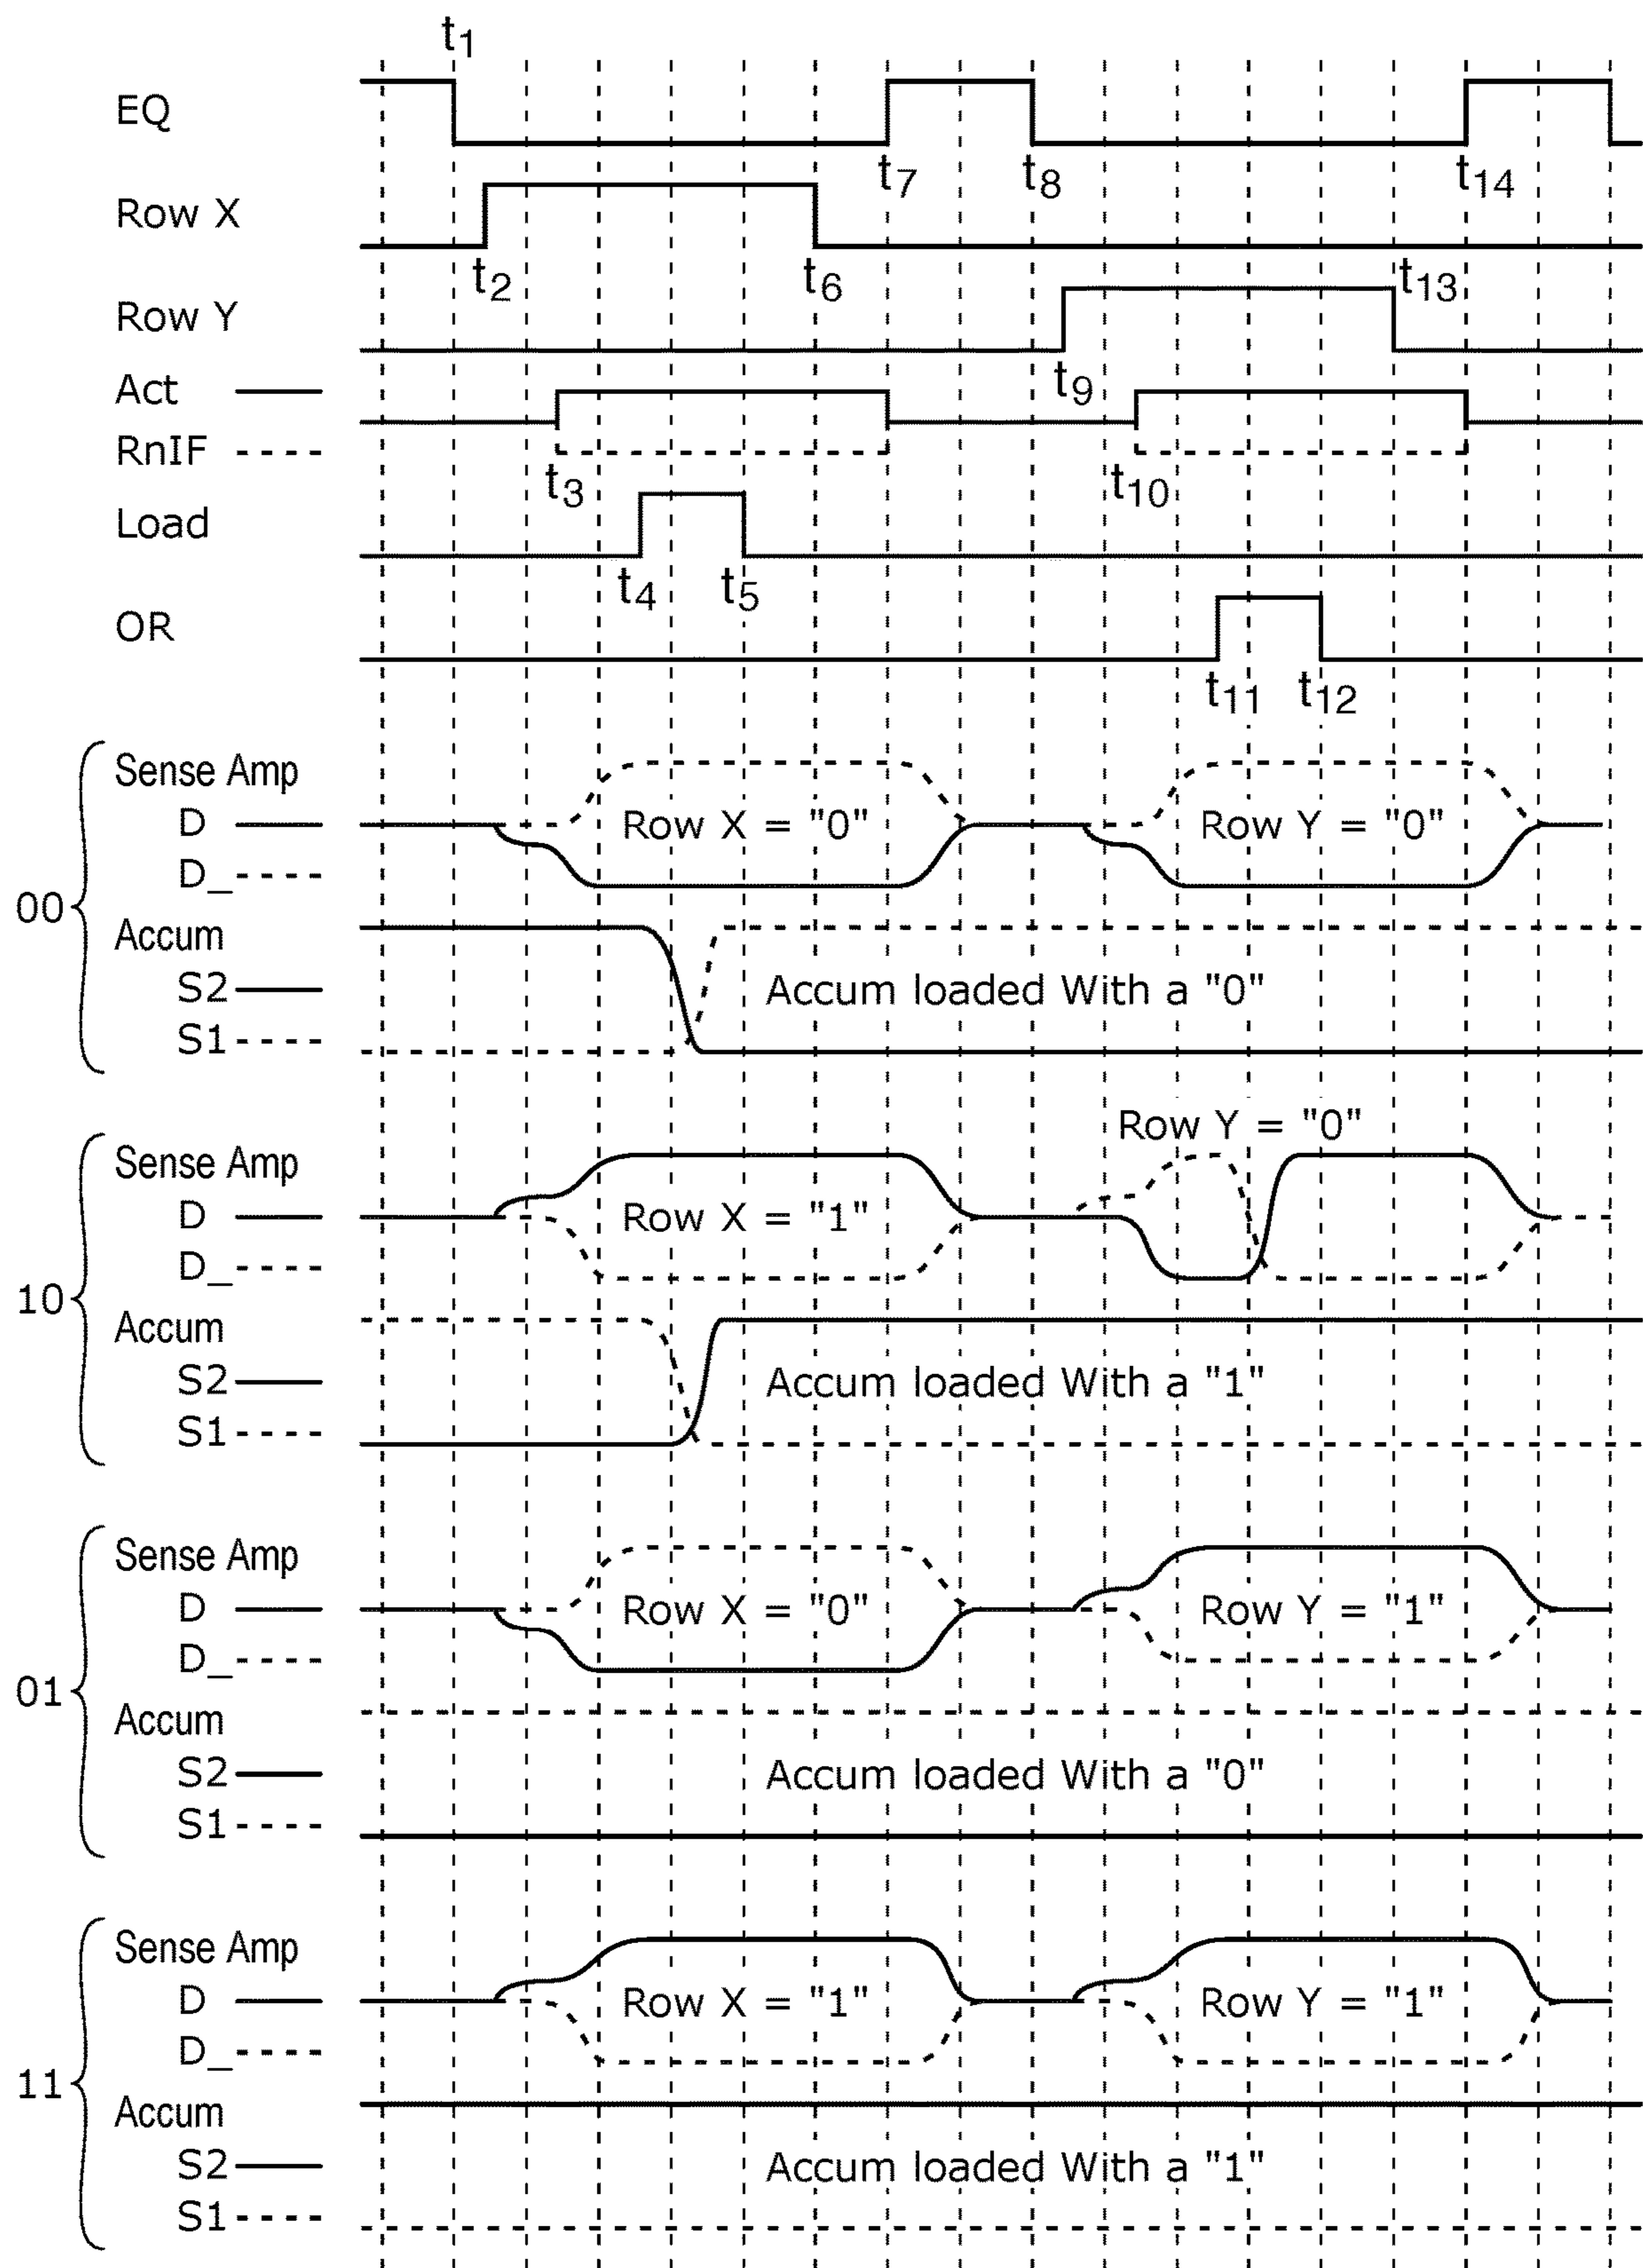 t1
EQ
t7 t8 t14
Row X
t2 t6 t13
Row Y
t9
Act
RnIF
t3 t10
Load
t4 t5
OR
t11 t12
00
Sense Amp
D Row X = "0" Row Y = "0"
D_
Accum
S2 Accum loaded With a "0"
S1
Row Y = "0"
10
Sense Amp
D Row X = "1"
D_
Accum
S2 Accum loaded With a "1"
S1
01
Sense Amp
D Row X = "0" Row Y = "1"
D_
Accum
S2 Accum loaded With a "0"
S1
11
Sense Amp
D Row X = "1" Row Y = "1"
D_
Accum
S2 Accum loaded With a "1"
S1